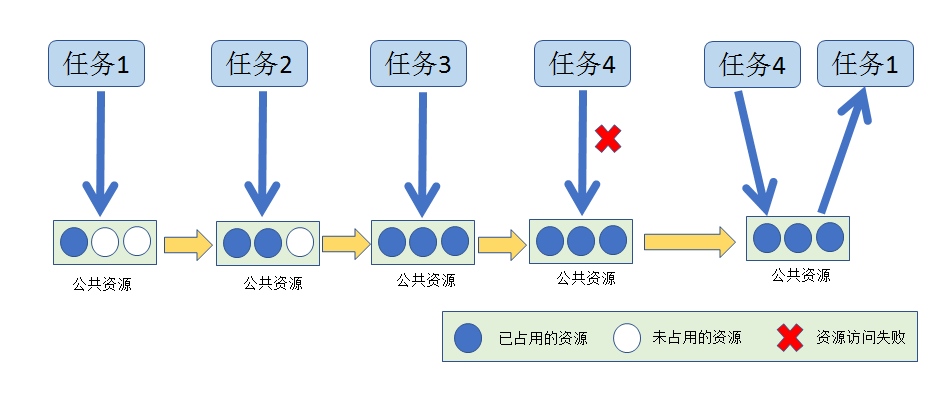 任务1
任务2
任务3
任务4
任务4
任务1
公共资源
公共资源
公共资源
公共资源
公共资源
已占用的资源
未占用的资源
资源访问失败